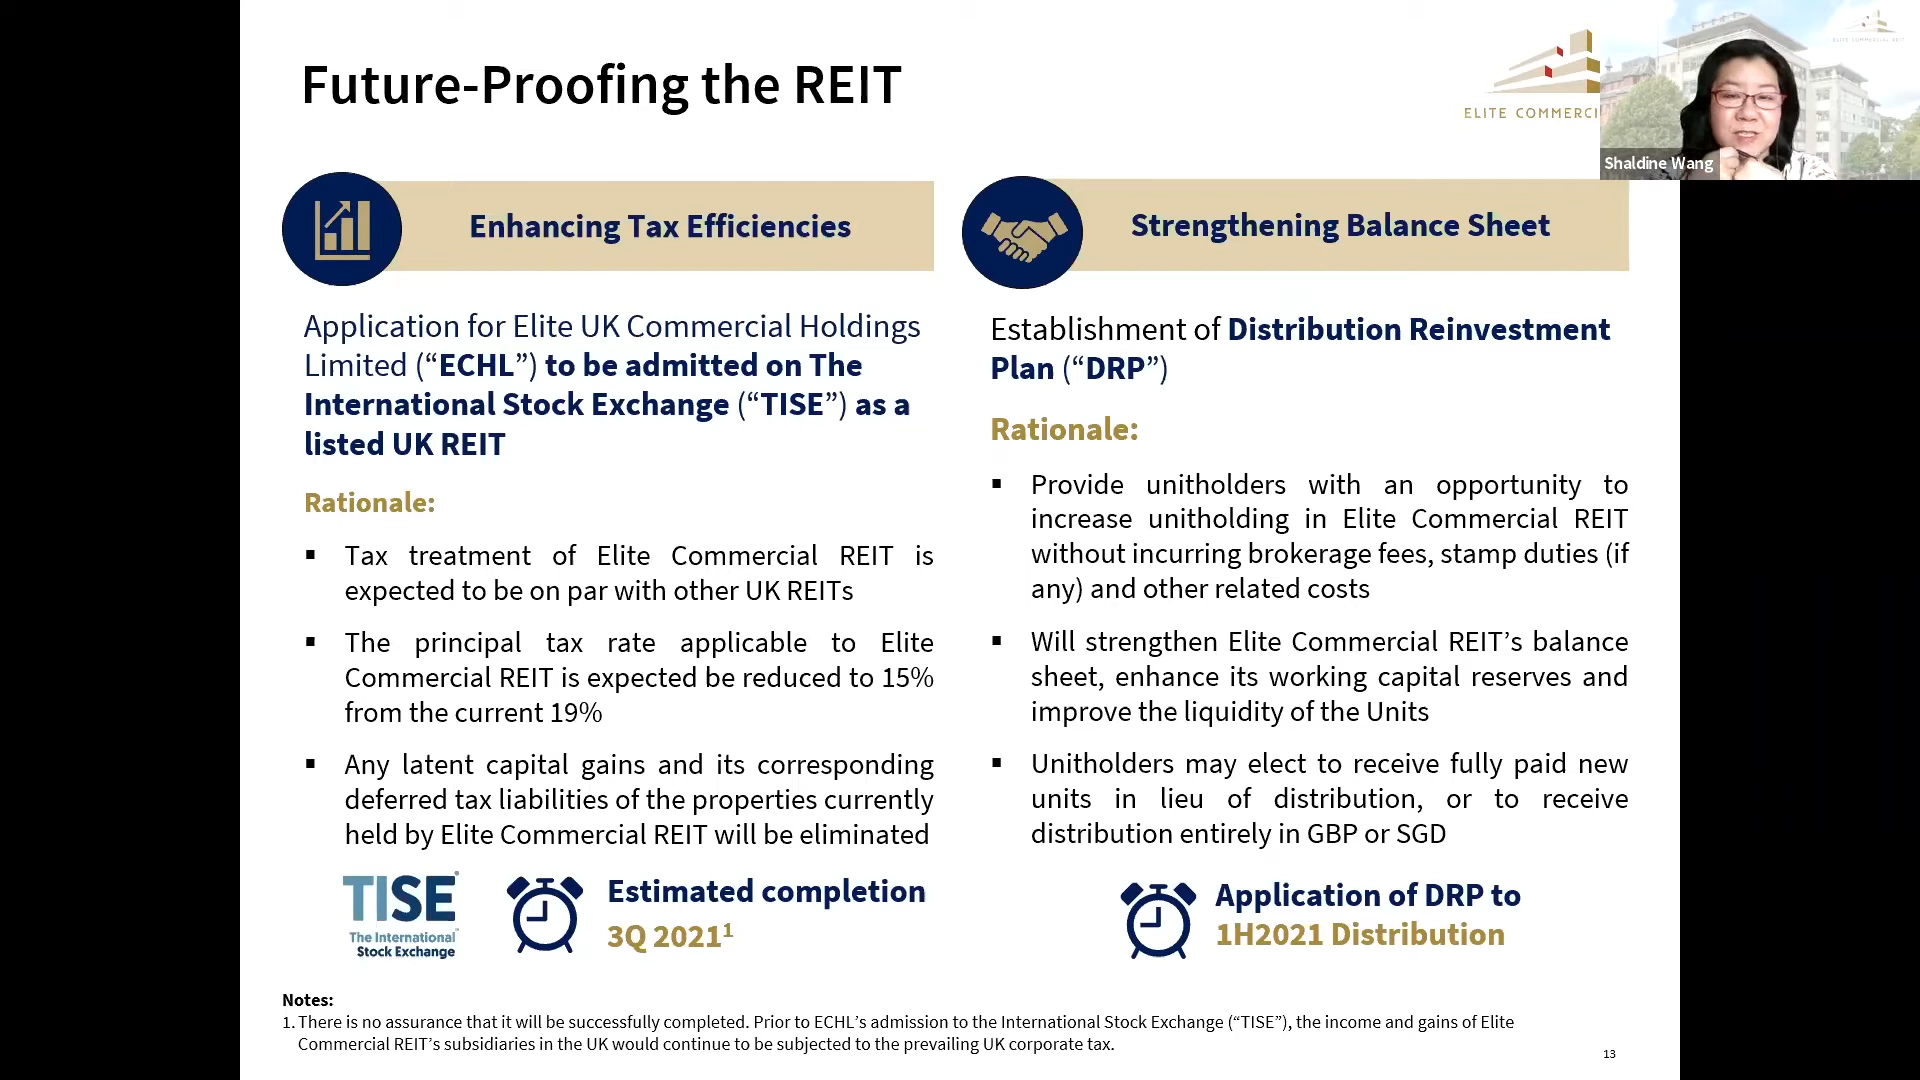 Future-Proofing the REIT
ELITE COMMERCI
Shaldine Wang
Enhancing Tax Efficiencies
Application for Elite UK Commercial Holdings
Limited (“ECHL”) to be admitted on The
International Stock Exchange (“TISE”) as a
listed UK REIT
Rationale:
▪ Tax treatment of Elite Commercial REIT is
expected to be on par with other UK REITs
▪ The principal tax rate applicable to Elite
Commercial REIT is expected be reduced to 15%
from the current 19%
▪ Any latent capital gains and its corresponding
deferred tax liabilities of the properties currently
held by Elite Commercial REIT will be eliminated
TISE
The International
Stock Exchange
Estimated completion
3Q 2021¹
Strengthening Balance Sheet
Establishment of Distribution Reinvestment
Plan (“DRP”)
Rationale:
▪ Provide unitholders with an opportunity to
increase unitholding in Elite Commercial REIT
without incurring brokerage fees, stamp duties (if
any) and other related costs
▪ Will strengthen Elite Commercial REIT’s balance
sheet, enhance its working capital reserves and
improve the liquidity of the Units
▪ Unitholders may elect to receive fully paid new
units in lieu of distribution, or to receive
distribution entirely in GBP or SGD
Application of DRP to
1H2021 Distribution
Notes:
1. There is no assurance that it will be successfully completed. Prior to ECHL’s admission to the International Stock Exchange (“TISE”), the income and gains of Elite
Commercial REIT’s subsidiaries in the UK would continue to be subjected to the prevailing UK corporate tax.
13